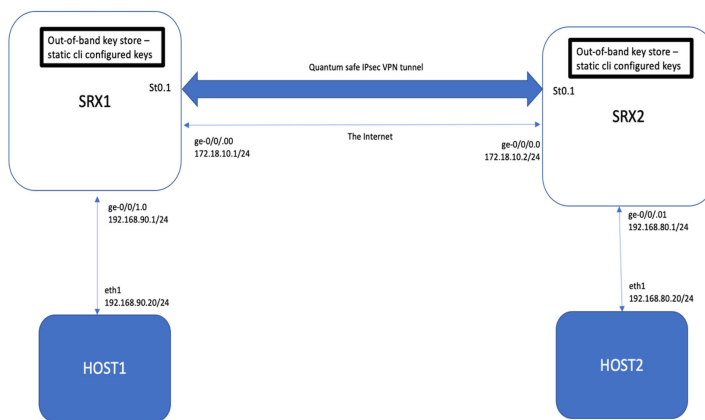 Out-of-band key store –
static cli configured keys
SRX1
St0.1
Quantum safe IPsec VPN tunnel
Out-of-band key store –
static cli configured keys
St0.1
SRX2
The Internet
ge-0/0/.00
172.18.10.1/24
ge-0/0/0.0
172.18.10.2/24
ge-0/0/1.0
192.168.90.1/24
ge-0/0/.01
192.168.80.1/24
eth1
192.168.90.20/24
eth1
192.168.80.20/24
HOST1
HOST2